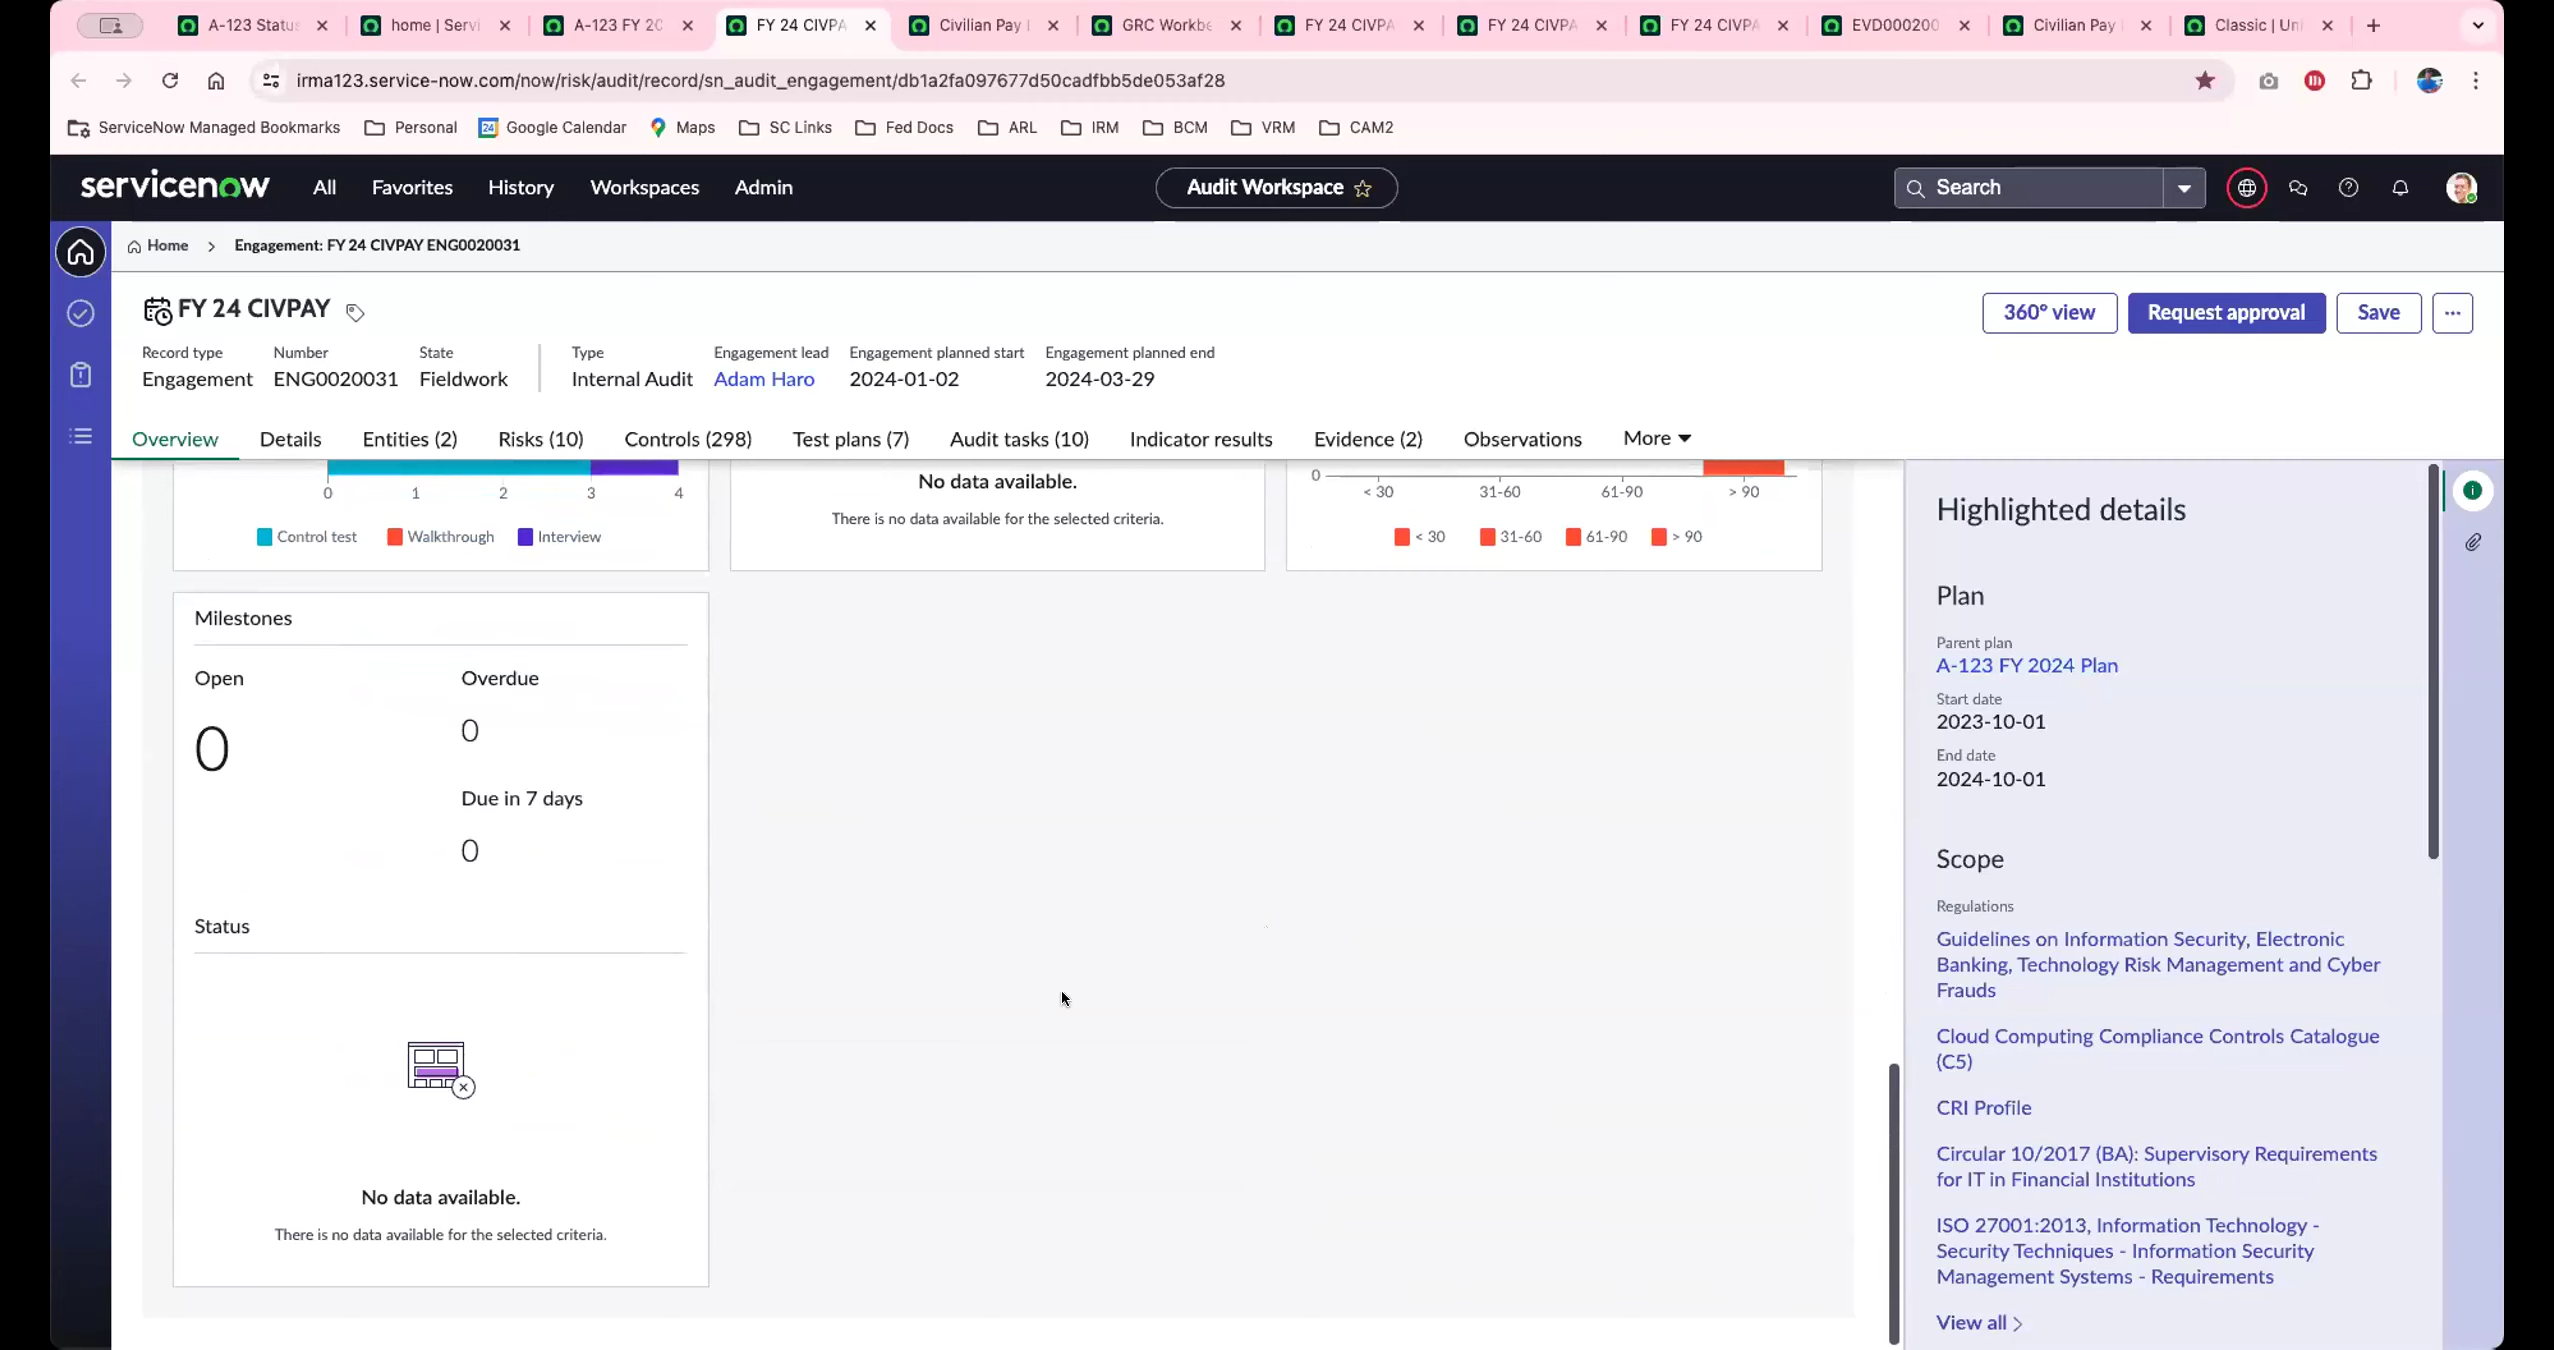 A-123 Statu
home | Servi
A-123 FY 20
FY 24 CIVPA
Civilian Pay
GRC Workbe
FY 24 CIVPA
FY 24 CIVPA
FY 24 CIVPA
EVD000200
Civilian Pay
Classic | Uni
irma123.service-now.com/now/risk/audit/record/sn_audit_engagement/db1a2fa097677d50cadfbb5de053af28
ServiceNow Managed Bookmarks
Personal
24
Google Calendar
Maps
SC Links
Fed Docs
ARL
IRM
BCM
VRM
CAM2
servicenow
All
Favorites
History
Workspaces
Admin
Audit Workspace
Search
Home > Engagement: FY 24 CIVPAY ENG0020031
FY 24 CIVPAY
360° view
Request approval
Save
Record type
Engagement
Number
ENG0020031
State
Fieldwork
Type
Internal Audit
Engagement lead
Adam Haro
Engagement planned start
2024-01-02
Engagement planned end
2024-03-29
Overview
Details
Entities (2)
Risks (10)
Controls (298)
Test plans (7)
Audit tasks (10)
Indicator results
Evidence (2)
Observations
More
0 1 2 3 4
Control test
Walkthrough
Interview
No data available.
There is no data available for the selected criteria.
0
< 30 31-60 61-90 > 90
< 30
31-60
61-90
> 90
Milestones
Open
0
Overdue
0
Due in 7 days
0
Status
No data available.
There is no data available for the selected criteria.
Highlighted details
Plan
Parent plan
A-123 FY 2024 Plan
Start date
2023-10-01
End date
2024-10-01
Scope
Regulations
Guidelines on Information Security, Electronic
Banking, Technology Risk Management and Cyber
Frauds
Cloud Computing Compliance Controls Catalogue
(C5)
CRI Profile
Circular 10/2017 (BA): Supervisory Requirements
for IT in Financial Institutions
ISO 27001:2013, Information Technology -
Security Techniques - Information Security
Management Systems - Requirements
View all >